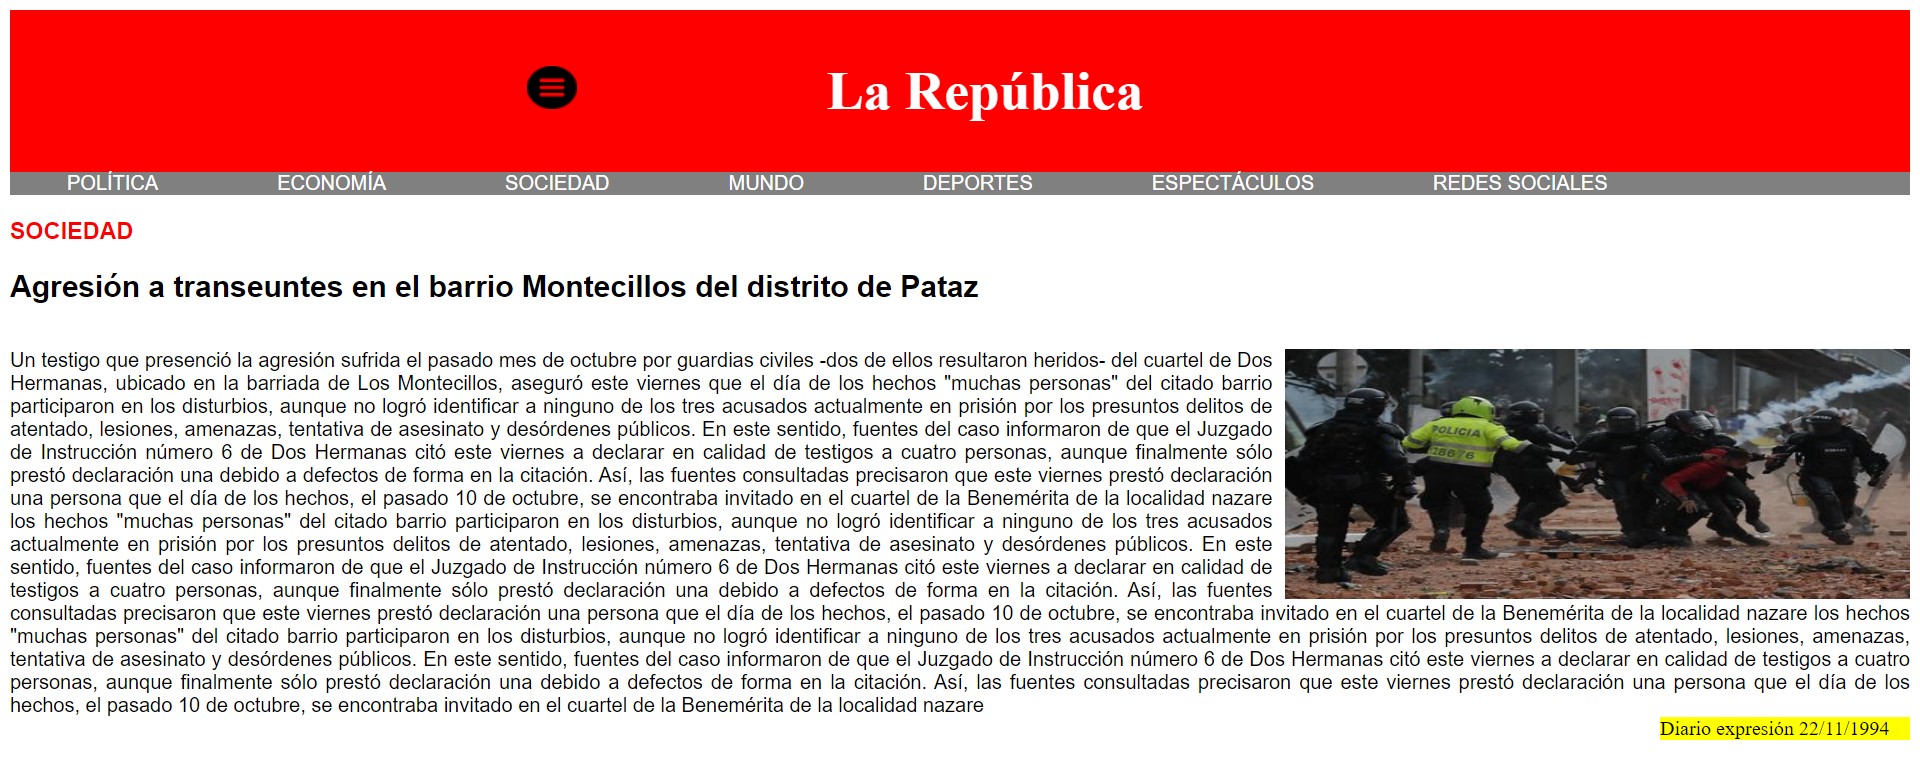 La República
POLÍTICA ECONOMÍA SOCIEDAD MUNDO DEPORTES ESPECTÁCULOS REDES SOCIALES
SOCIEDAD
Agresión a transeuntes en el barrio Montecillos del distrito de Pataz
Un testigo que presenció la agresión sufrida el pasado mes de octubre por guardias civiles -dos de ellos resultaron heridos- del cuartel de Dos
Hermanas, ubicado en la barriada de Los Montecillos, aseguró este viernes que el día de los hechos "muchas personas" del citado barrio
participaron en los disturbios, aunque no logró identificar a ninguno de los tres acusados actualmente en prisión por los presuntos delitos de
atentado, lesiones, amenazas, tentativa de asesinato y desórdenes públicos. En este sentido, fuentes del caso informaron de que el Juzgado
de Instrucción número 6 de Dos Hermanas citó este viernes a declarar en calidad de testigos a cuatro personas, aunque finalmente sólo
prestó declaración una debido a defectos de forma en la citación. Así, las fuentes consultadas precisaron que este viernes prestó declaración
una persona que el día de los hechos, el pasado 10 de octubre, se encontraba invitado en el cuartel de la Benemérita de la localidad nazare
los hechos "muchas personas" del citado barrio participaron en los disturbios, aunque no logró identificar a ninguno de los tres acusados
actualmente en prisión por los presuntos delitos de atentado, lesiones, amenazas, tentativa de asesinato y desórdenes públicos. En este
sentido, fuentes del caso informaron de que el Juzgado de Instrucción número 6 de Dos Hermanas citó este viernes a declarar en calidad de
testigos a cuatro personas, aunque finalmente sólo prestó declaración una debido a defectos de forma en la citación. Así, las fuentes
consultadas precisaron que este viernes prestó declaración una persona que el día de los hechos, el pasado 10 de octubre, se encontraba invitado en el cuartel de la Benemérita de la localidad nazare los hechos
"muchas personas" del citado barrio participaron en los disturbios, aunque no logró identificar a ninguno de los tres acusados actualmente en prisión por los presuntos delitos de atentado, lesiones, amenazas,
tentativa de asesinato y desórdenes públicos. En este sentido, fuentes del caso informaron de que el Juzgado de Instrucción número 6 de Dos Hermanas citó este viernes a declarar en calidad de testigos a cuatro
personas, aunque finalmente sólo prestó declaración una debido a defectos de forma en la citación. Así, las fuentes consultadas precisaron que este viernes prestó declaración una persona que el día de los
hechos, el pasado 10 de octubre, se encontraba invitado en el cuartel de la Benemérita de la localidad nazare
POLICIA
Diario expresión 22/11/1994